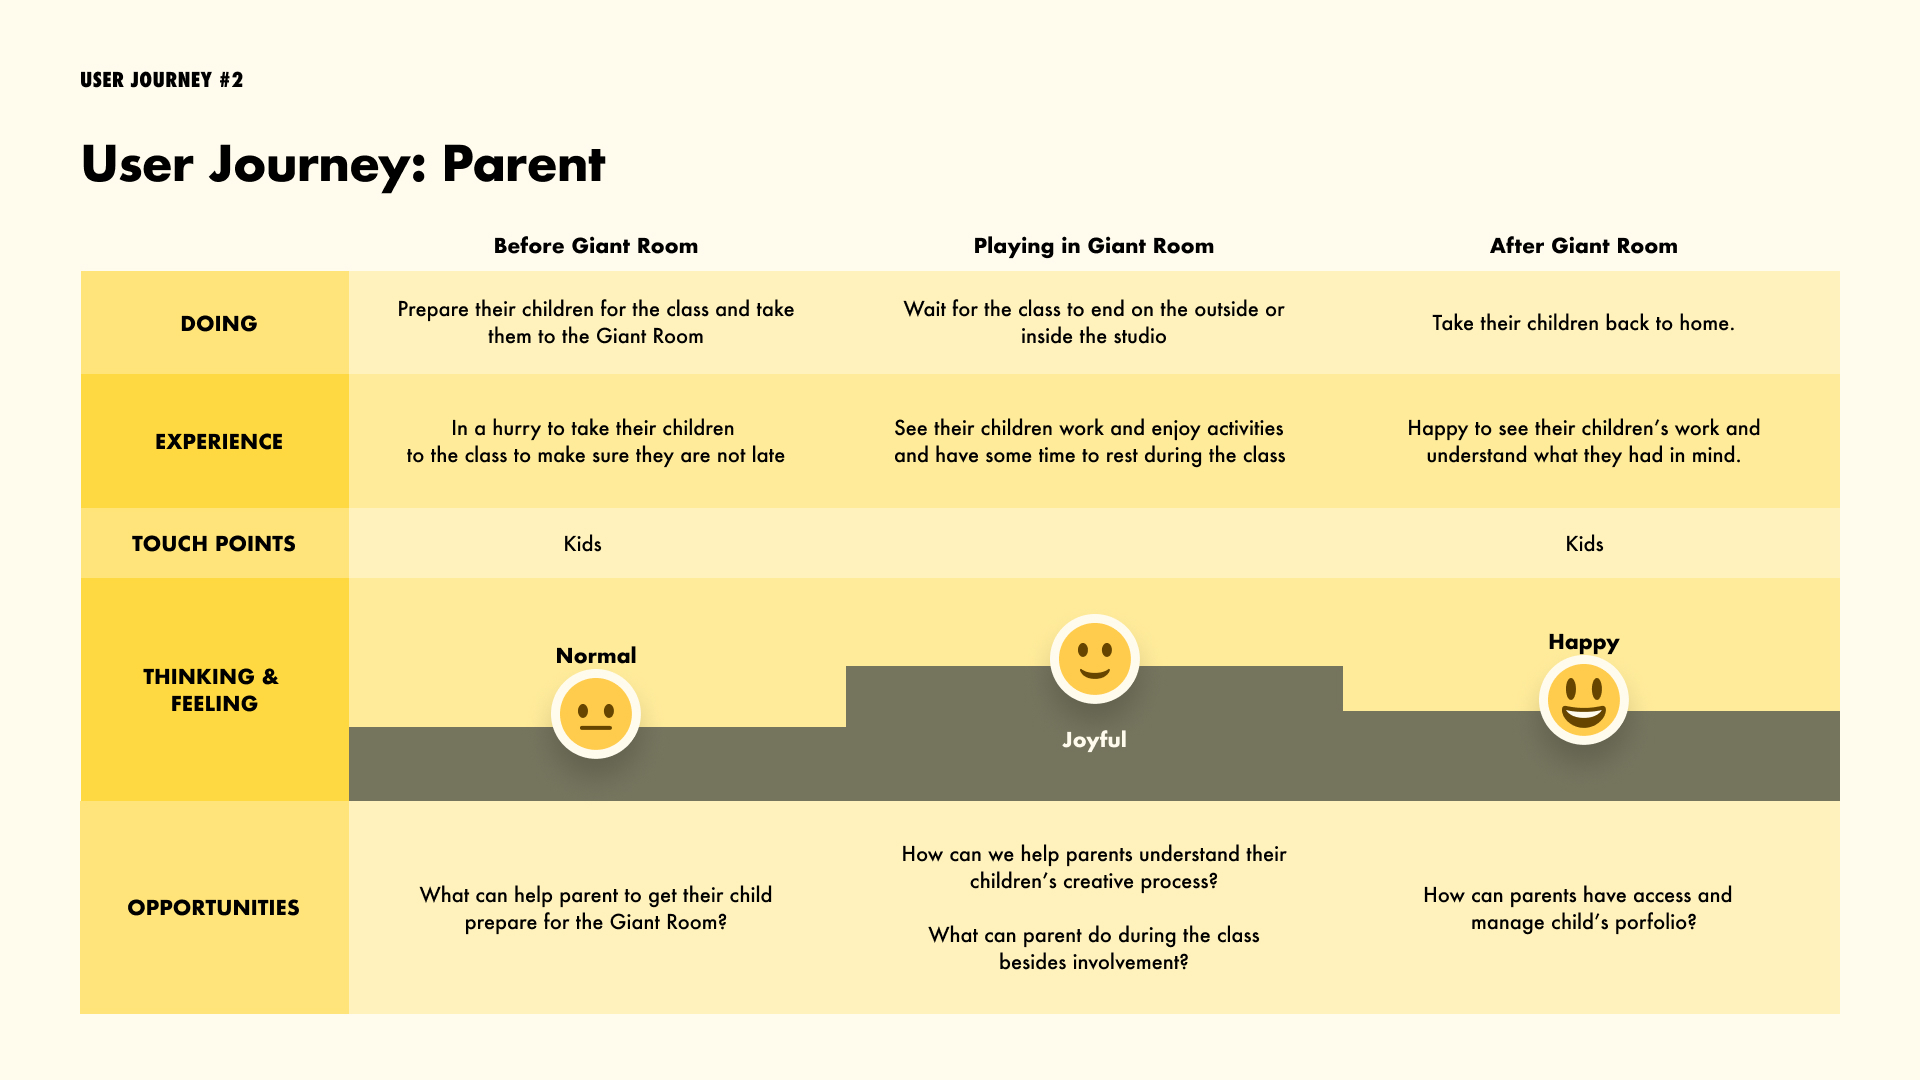 USER JOURNEY #2
User Journey: Parent
Before Giant Room
Playing in Giant Room
After Giant Room
DOING
Prepare their children for the class and take
them to the Giant Room
Wait for the class to end on the outside or
inside the studio
Take their children back to home.
EXPERIENCE
In a hurry to take their children
to the class to make sure they are not late
See their children work and enjoy activities
and have some time to rest during the class
Happy to see their children’s work and
understand what they had in mind.
TOUCH POINTS
Kids
Kids
THINKING &
FEELING
Normal
Joyful
Happy
OPPORTUNITIES
What can help parent to get their child
prepare for the Giant Room?
How can we help parents understand their
children’s creative process?
What can parent do during the class
besides involvement?
How can parents have access and
manage child’s porfolio?